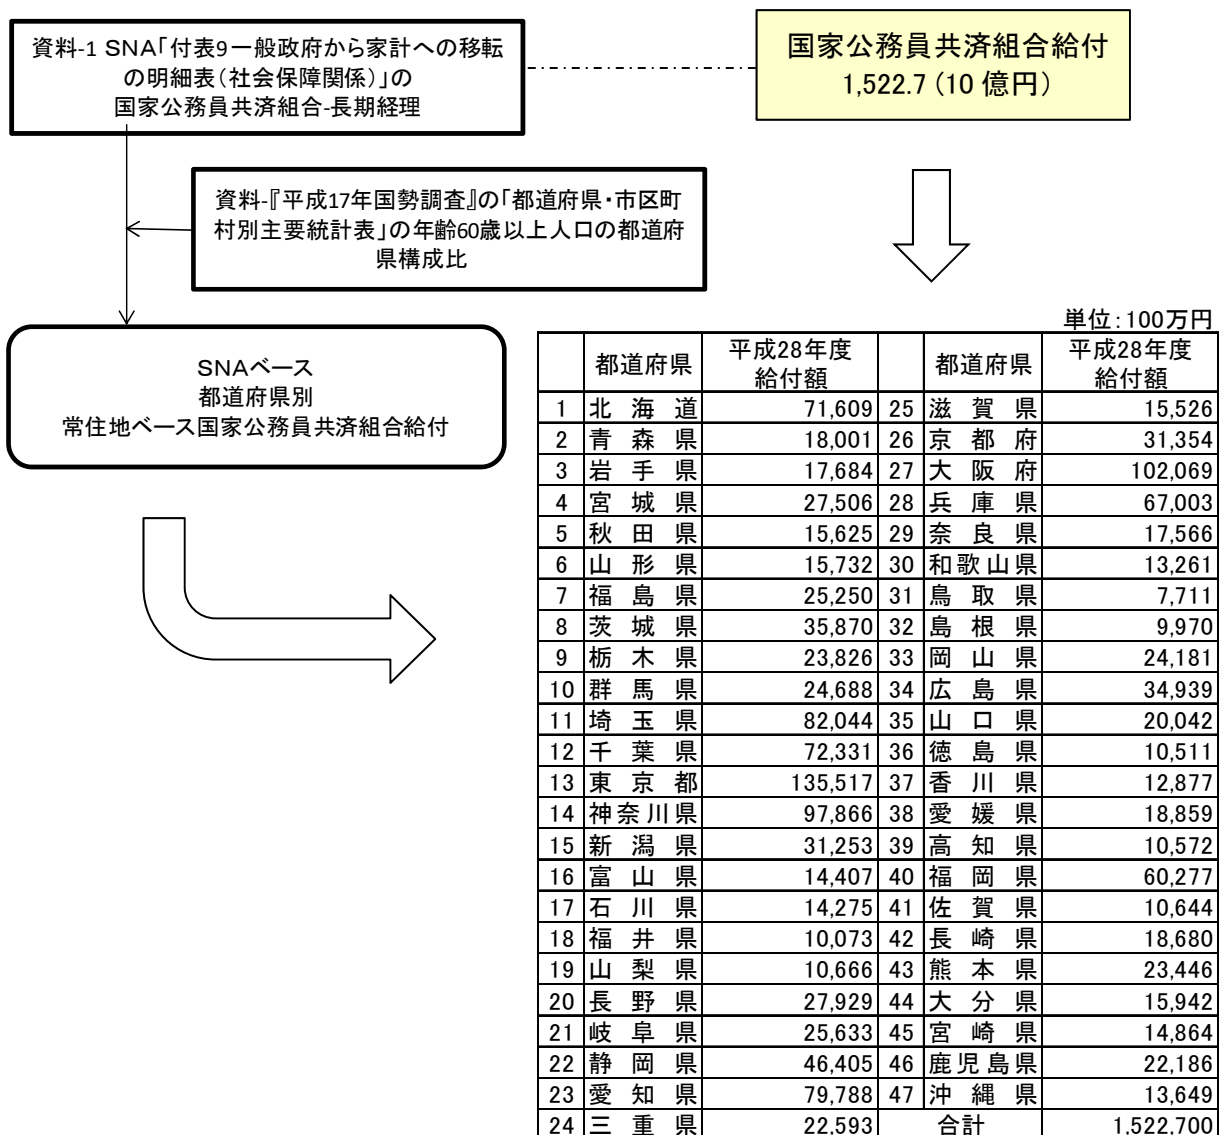 資料-1 SNA「付表9一般政府から家計への移転
の明細表(社会保障関係)」の
国家公務員共済組合-長期経理
国家公務員共済組合給付
1,522.7 (10 億円)
資料-『平成17年国勢調査』の「都道府県・市区町
村別主要統計表」の年齢60歳以上人口の都道府
県構成比
SNAベース
都道府県別
常住地ベース国家公務員共済組合給付
単位:100万円
都道府県 平成28年度 給付額 都道府県 平成28年度 給付額
1 北海道 71,609 25 滋賀県 15,526
2 青森県 18,001 26 京都府 31,354
3 岩手県 17,684 27 大阪府 102,069
4 宮城県 27,506 28 兵庫県 67,003
5 秋田県 15,625 29 奈良県 17,566
6 山形県 15,732 30 和歌山県 13,261
7 福島県 25,250 31 鳥取県 7,711
8 茨城県 35,870 32 島根県 9,970
9 栃木県 23,826 33 岡山県 24,181
10 群馬県 24,688 34 広島県 34,939
11 埼玉県 82,044 35 山口県 20,042
12 千葉県 72,331 36 徳島県 10,511
13 東京都 135,517 37 香川県 12,877
14 神奈川県 97,866 38 愛媛県 18,859
15 新潟県 31,253 39 高知県 10,572
16 富山県 14,407 40 福岡県 60,277
17 石川県 14,275 41 佐賀県 10,644
18 福井県 10,073 42 長崎県 18,680
19 山梨県 10,666 43 熊本県 23,446
20 長野県 27,929 44 大分県 15,942
21 岐阜県 25,633 45 宮崎県 14,864
22 静岡県 46,405 46 鹿児島県 22,186
23 愛知県 79,788 47 沖縄県 13,649
24 三重県 22,593 合計 1,522,700